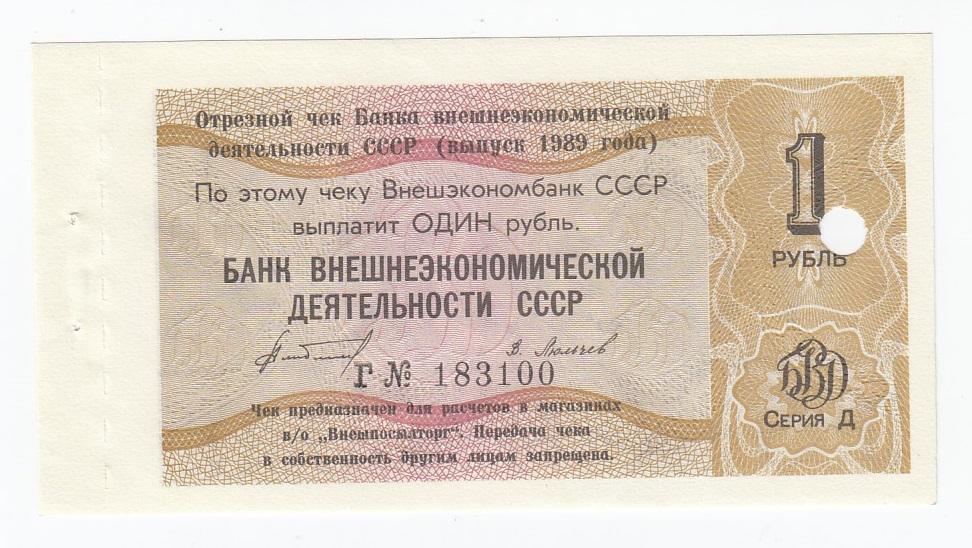 Отрезной чек Банка внешнеэкономической
деятельности СССР (выпуск 1989 года)
По этому чеку Внешэкономбанк СССР
выплатит ОДИН рубль.
БАНК ВНЕШНЕЭКОНОМИЧЕСКОЙ
ДЕЯТЕЛЬНОСТИ СССР
Г № 183100
Чек предназначен для расчетов в магазинах
в/о „Внешпосылторг“. Передача чека
в собственность другим лицам запрещена.
1
РУБЛЬ
БВЭД
СЕРИЯ Д